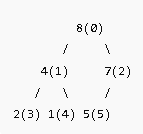 8(0)
/ \
4(1) 7(2)
/ \ /
2(3) 1(4) 5(5)